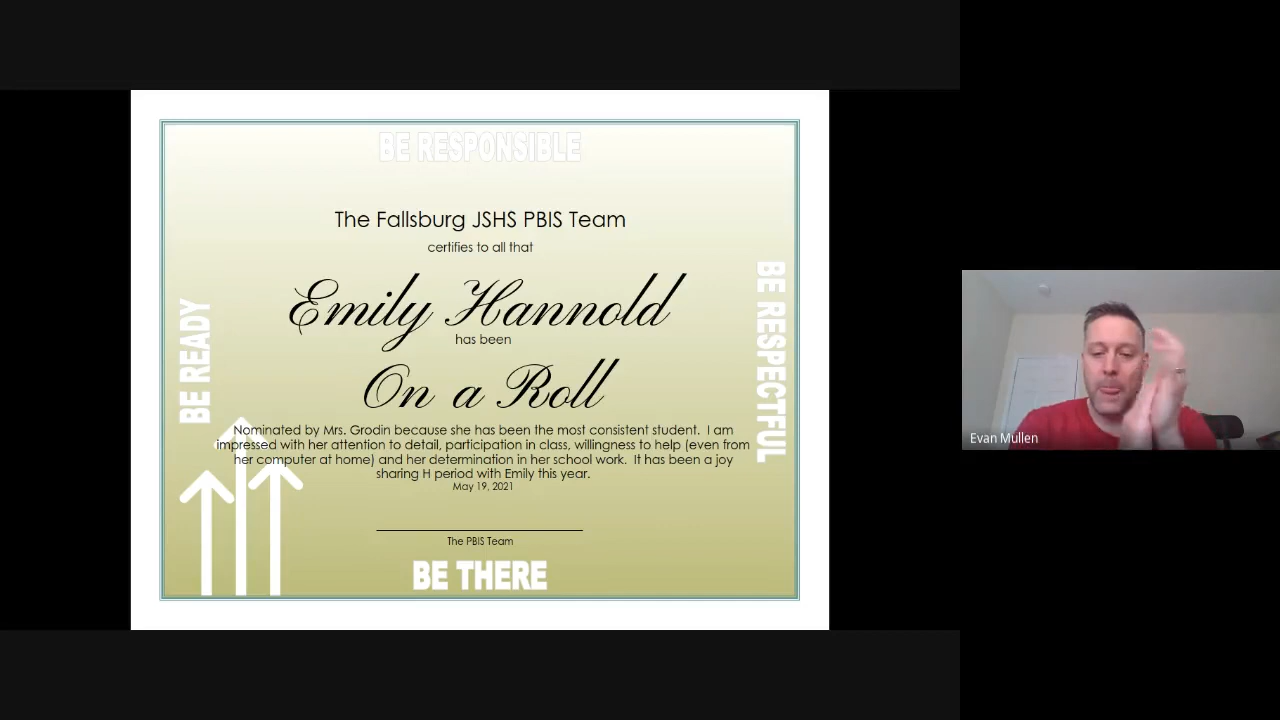 BE RESPONSIBLE
The Fallsburg JSHS PBIS Team
certifies to all that
Emily Hannold
has been
On a Roll
Nominated by Mrs. Grodin because she has been the most consistent student.  I am
impressed with her attention to detail, participation in class, willingness to help (even from
her computer at home) and her determination in her school work.  It has been a joy
sharing H period with Emily this year.
May 19, 2021
The PBIS Team
BE THERE
BE READY
BE RESPECTFUL
Evan Mullen